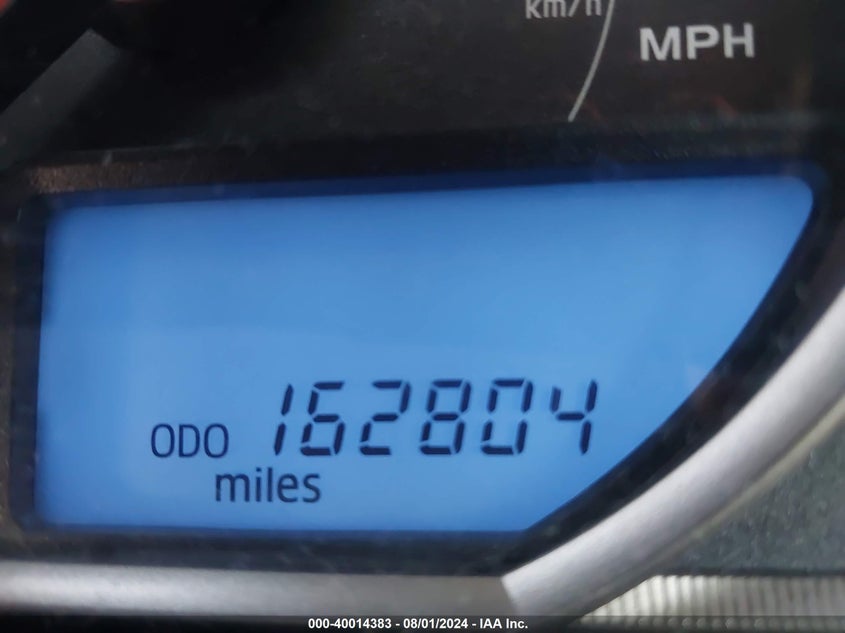 km/h
MPH
ODO 162804
miles
000-40014383 - 08/01/2024 - IAA Inc.